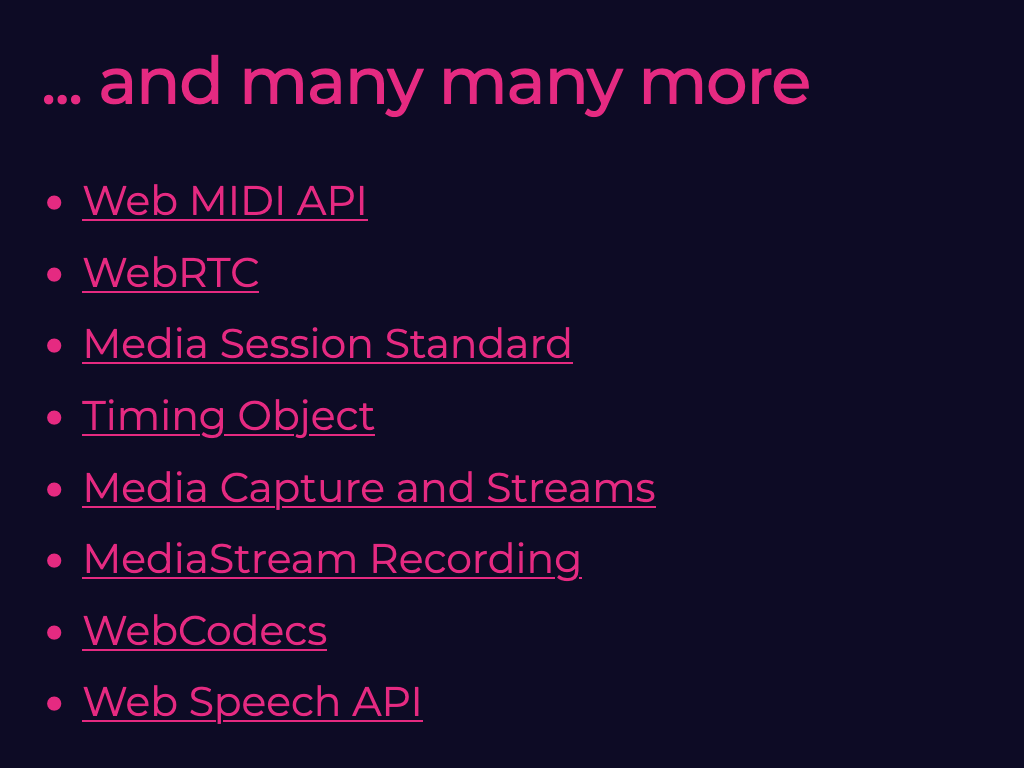 ... and many many more
• Web MIDI API
• WebRTC
• Media Session Standard
• Timing Object
• Media Capture and Streams
• MediaStream Recording
• WebCodecs
• Web Speech API